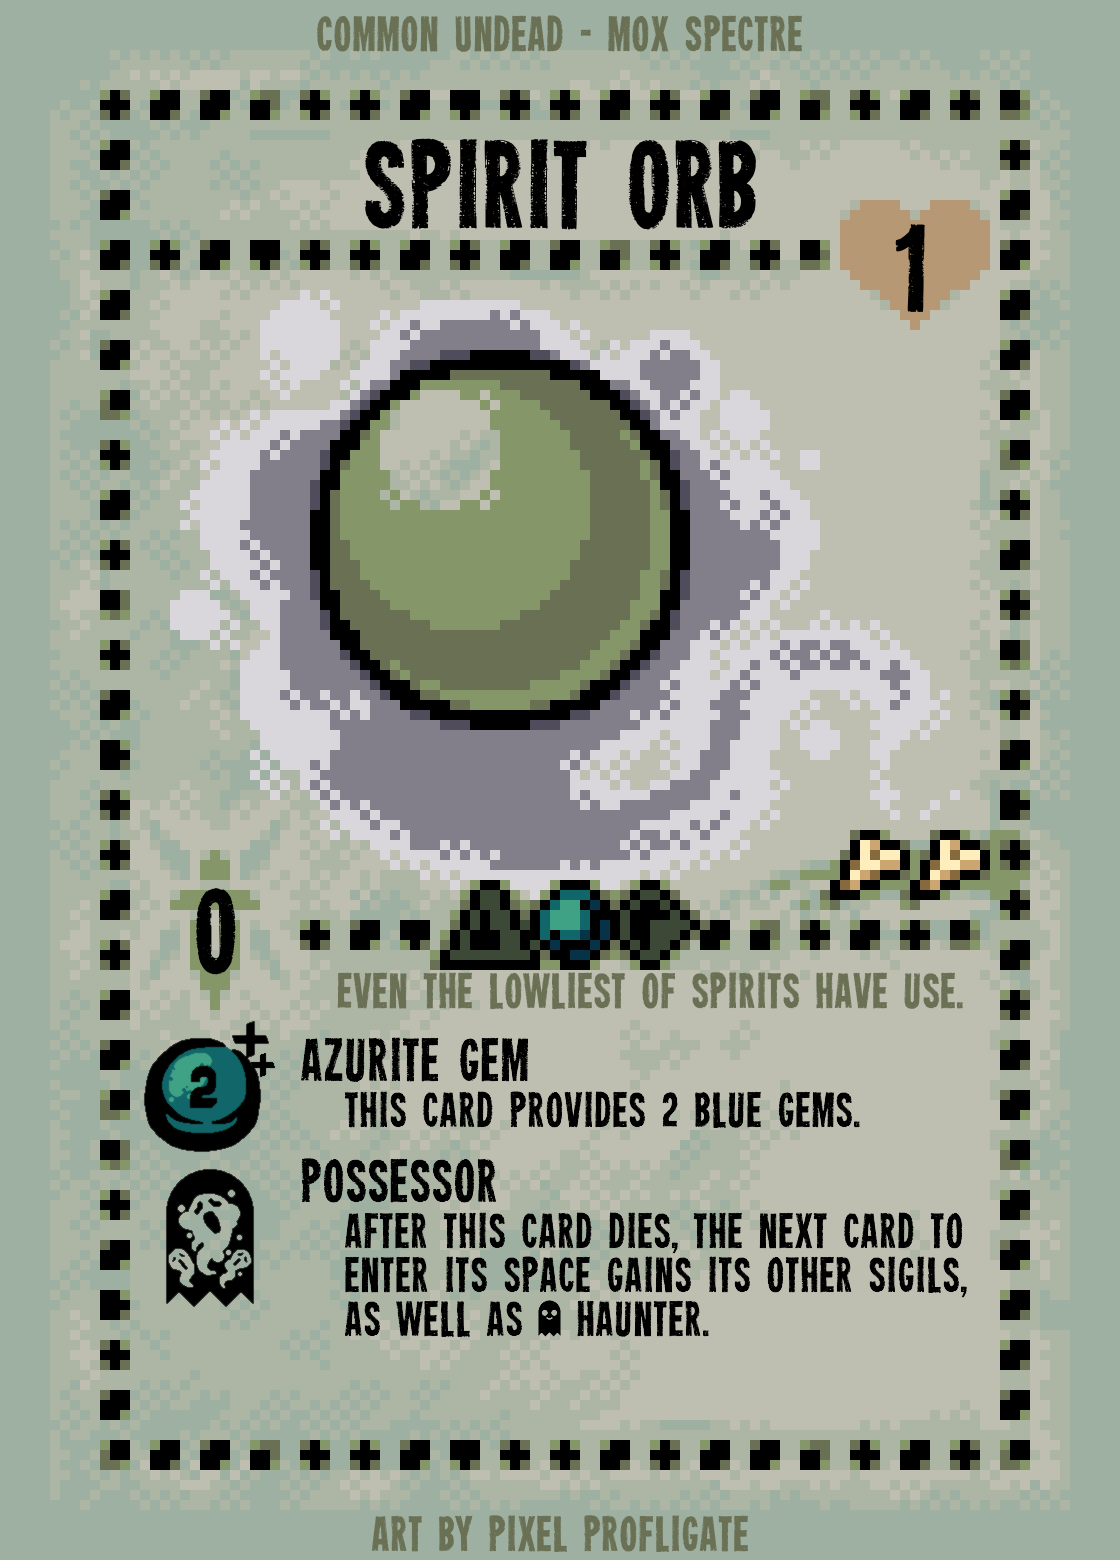 COMMON UNDEAD - MOX SPECTRE
SPIRIT ORB
1
0
EVEN THE LOWLIEST OF SPIRITS HAVE USE.
2
AZURITE GEM
THIS CARD PROVIDES 2 BLUE GEMS.
POSSESSOR
AFTER THIS CARD DIES, THE NEXT CARD TO
ENTER ITS SPACE GAINS ITS OTHER SIGILS,
AS WELL AS HAUNTER.
ART BY PIXEL PROFLIGATE